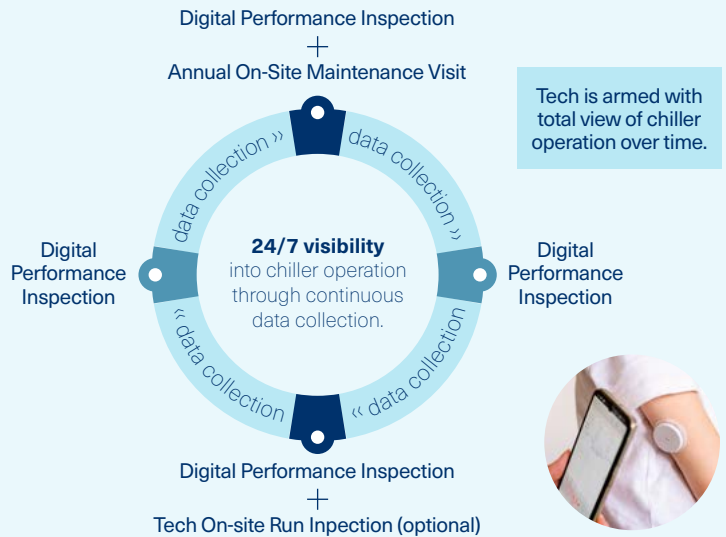 Digital Performance Inspection
+
Annual On-Site Maintenance Visit
Tech is armed with
total view of chiller
operation over time.
data collection »
data collection »
Digital
Performance
Inspection
24/7 visibility
into chiller operation
through continuous
data collection.
Digital
Performance
Inspection
« data collection
« data collection
Digital Performance Inspection
+
Tech On-site Run Inpection (optional)